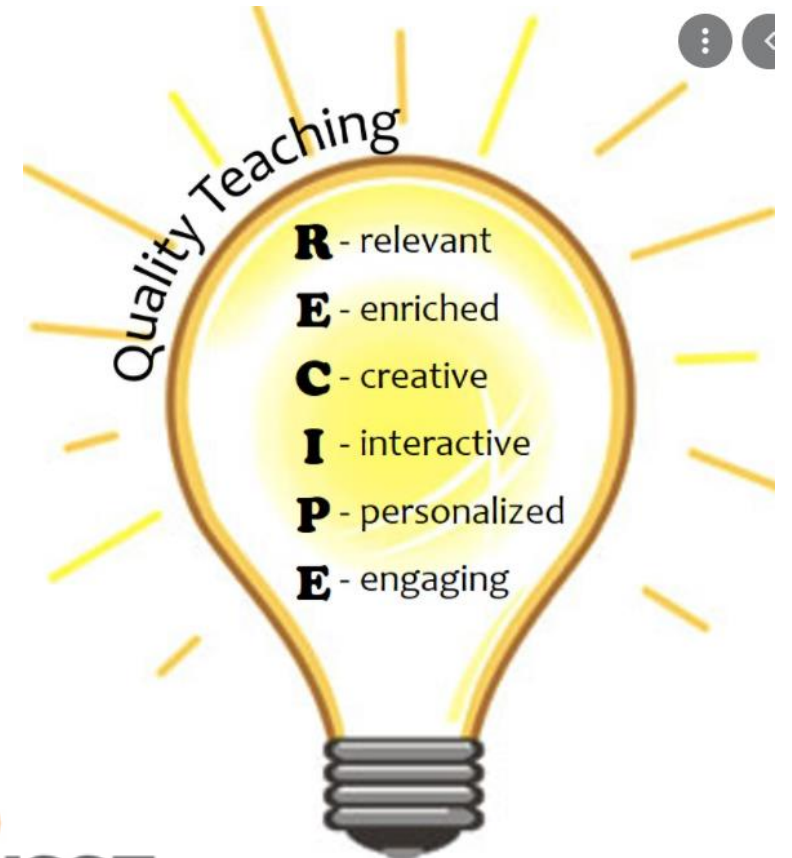 Quality Teaching
R - relevant
E - enriched
C - creative
I - interactive
P - personalized
E - engaging